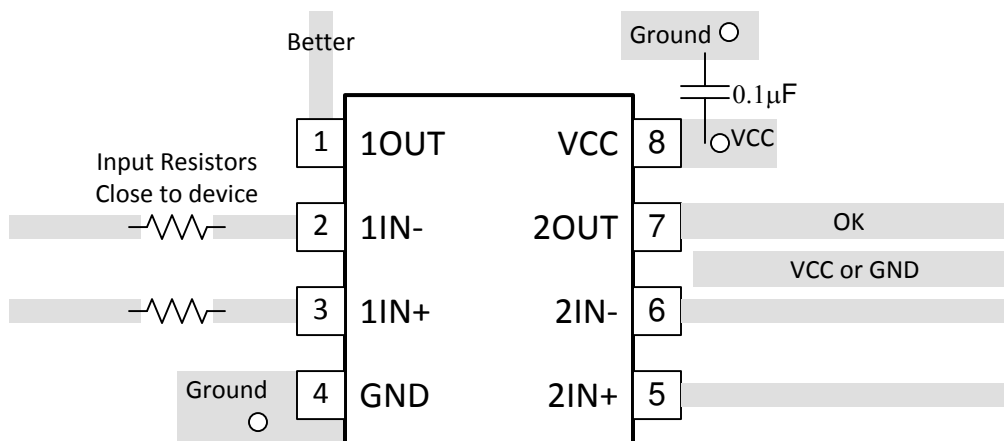 Better
Ground
0.1µF
1 1OUT VCC 8 VCC
Input Resistors
Close to device
2 1IN- 2OUT 7 OK
VCC or GND
3 1IN+ 2IN- 6
Ground
4 GND 2IN+ 5